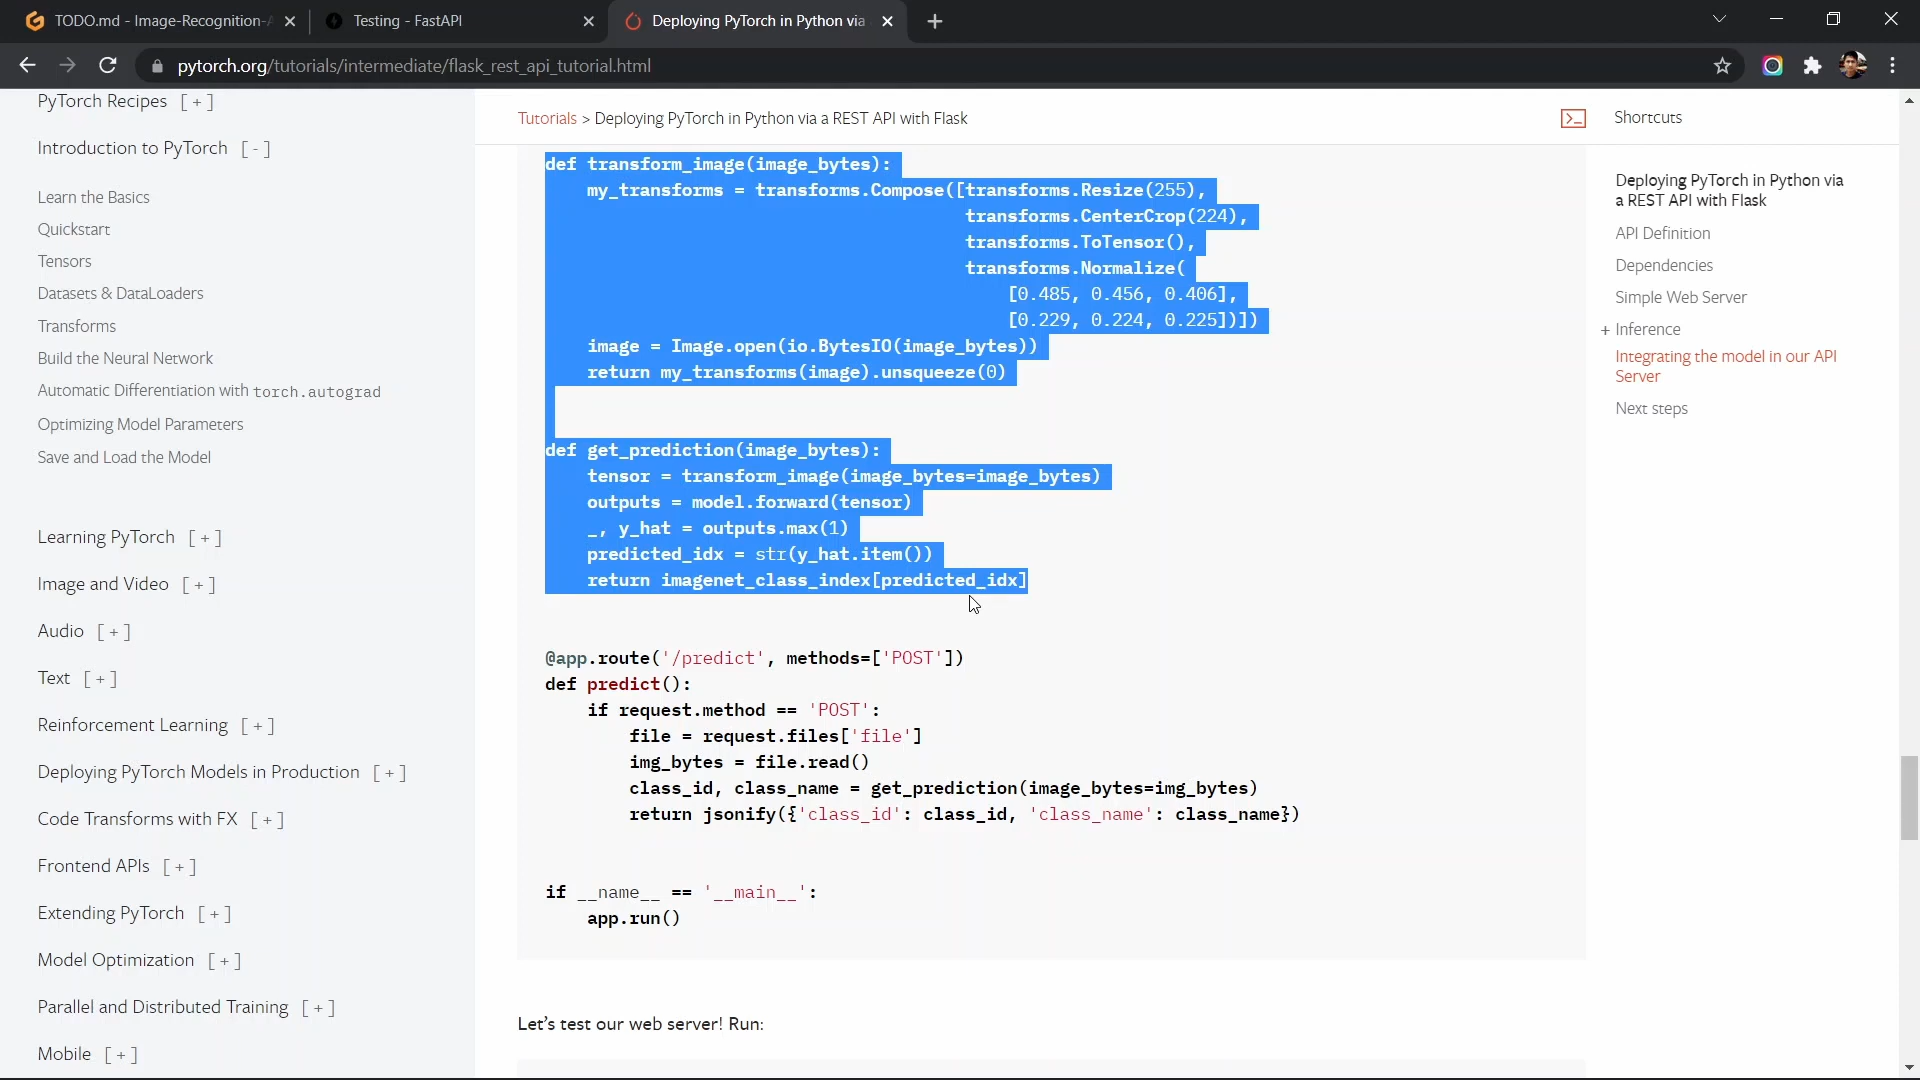 TODO.md - Image-Recognition-A
Testing - FastAPI
Deploying PyTorch in Python via
pytorch.org/tutorials/intermediate/flask_rest_api_tutorial.html
PyTorch Recipes [ + ]
Introduction to PyTorch [ - ]
Learn the Basics
Quickstart
Tensors
Datasets & DataLoaders
Transforms
Build the Neural Network
Automatic Differentiation with torch.autograd
Optimizing Model Parameters
Save and Load the Model
Learning PyTorch [ + ]
Image and Video [ + ]
Audio [ + ]
Text [ + ]
Reinforcement Learning [ + ]
Deploying PyTorch Models in Production [ + ]
Code Transforms with FX [ + ]
Frontend APIs [ + ]
Extending PyTorch [ + ]
Model Optimization [ + ]
Parallel and Distributed Training [ + ]
Mobile [ + ]
Tutorials > Deploying PyTorch in Python via a REST API with Flask
def transform_image(image_bytes):
    my_transforms = transforms.Compose([transforms.Resize(255),
                                        transforms.CenterCrop(224),
                                        transforms.ToTensor(),
                                        transforms.Normalize(
                                            [0.485, 0.456, 0.406],
                                            [0.229, 0.224, 0.225])])
    image = Image.open(io.BytesIO(image_bytes))
    return my_transforms(image).unsqueeze(0)
def get_prediction(image_bytes):
    tensor = transform_image(image_bytes=image_bytes)
    outputs = model.forward(tensor)
    _, y_hat = outputs.max(1)
    predicted_idx = str(y_hat.item())
    return imagenet_class_index[predicted_idx]
@app.route('/predict', methods=['POST'])
def predict():
    if request.method == 'POST':
        file = request.files['file']
        img_bytes = file.read()
        class_id, class_name = get_prediction(image_bytes=img_bytes)
        return jsonify({'class_id': class_id, 'class_name': class_name})
if __name__ == '__main__':
    app.run()
Let’s test our web server! Run:
Shortcuts
Deploying PyTorch in Python via
a REST API with Flask
API Definition
Dependencies
Simple Web Server
+ Inference
Integrating the model in our API
Server
Next steps